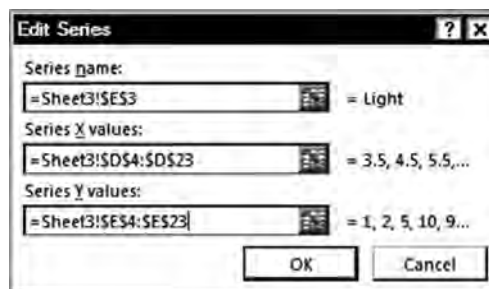 Edit Series ? X
Series name:
=Sheet3!$E$3 = Light
Series X values:
=Sheet3!$D$4:$D$23 = 3.5, 4.5, 5.5,...
Series Y values:
=Sheet3!$E$4:$E$23 = 1, 2, 5, 10, 9...
OK Cancel